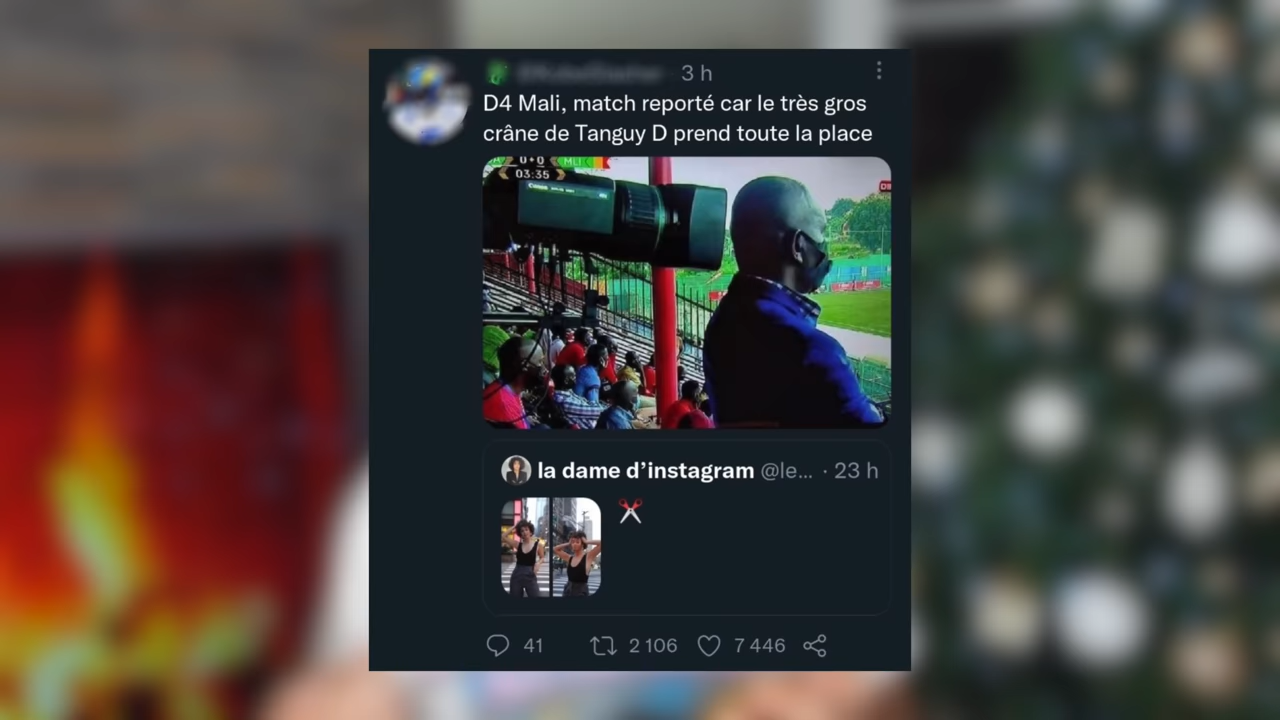 3 h
D4 Mali, match reporté car le très gros
crâne de Tanguy D prend toute la place
0+0 MLI
03:35
Canon
la dame d’instagram @le... · 23 h
41 2 106 7 446